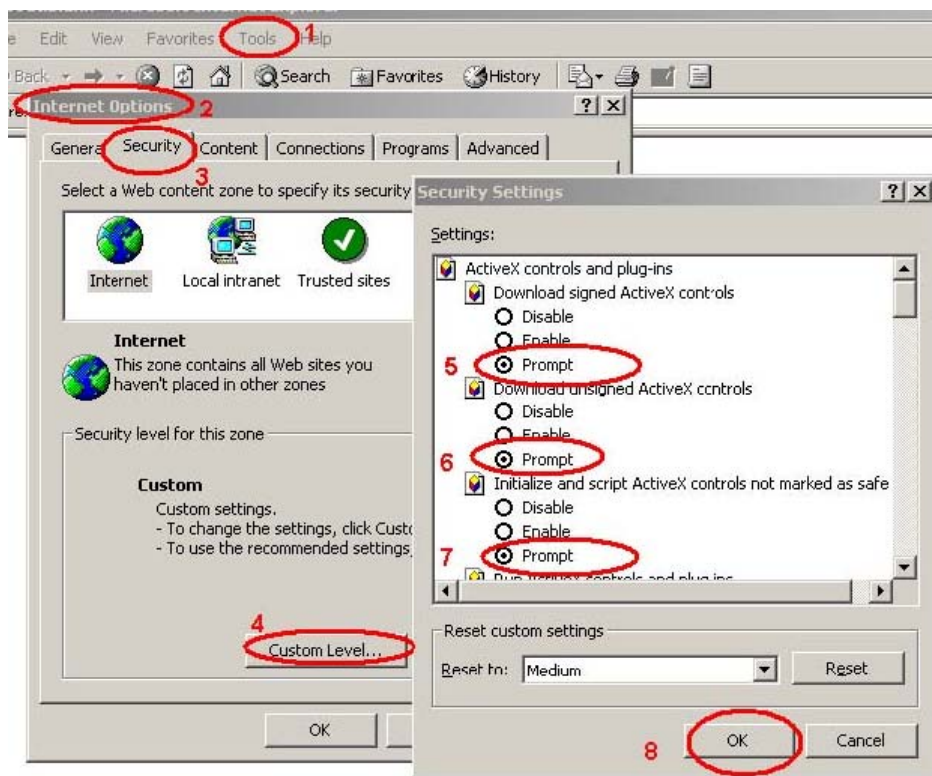 Edit View Favorites Tools Help 1
Back Search Favorites History
Internet Options 2
General Security Content Connections Programs Advanced
3
Select a Web content zone to specify its security
Internet Local intranet Trusted sites
Internet
This zone contains all Web sites you
haven't placed in other zones
Security level for this zone
Custom
Custom settings.
- To change the settings, click Custo
- To use the recommended settings,
4
Custom Level...
OK
Security Settings
Settings:
ActiveX controls and plug-ins
Download signed ActiveX controls
Disable
Enable
5 Prompt
Download unsigned ActiveX controls
Disable
Enable
6 Prompt
Initialize and script ActiveX controls not marked as safe
Disable
Enable
7 Prompt
Run ActiveX controls and plug-ins
Reset custom settings
Reset to: Medium Reset
8 OK Cancel